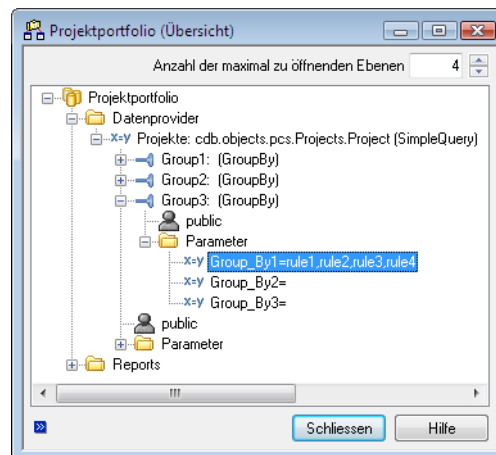 Projektportfolio (Übersicht)
Anzahl der maximal zu öffnenden Ebenen 4
Projektportfolio
Datenprovider
x=y Projekte: cdb.objects.pcs.Projects.Project (SimpleQuery)
Group1: (GroupBy)
Group2: (GroupBy)
Group3: (GroupBy)
public
Parameter
x=y Group_By1=rule1,rule2,rule3,rule4
x=y Group_By2=
x=y Group_By3=
public
Parameter
Reports
Schliessen Hilfe